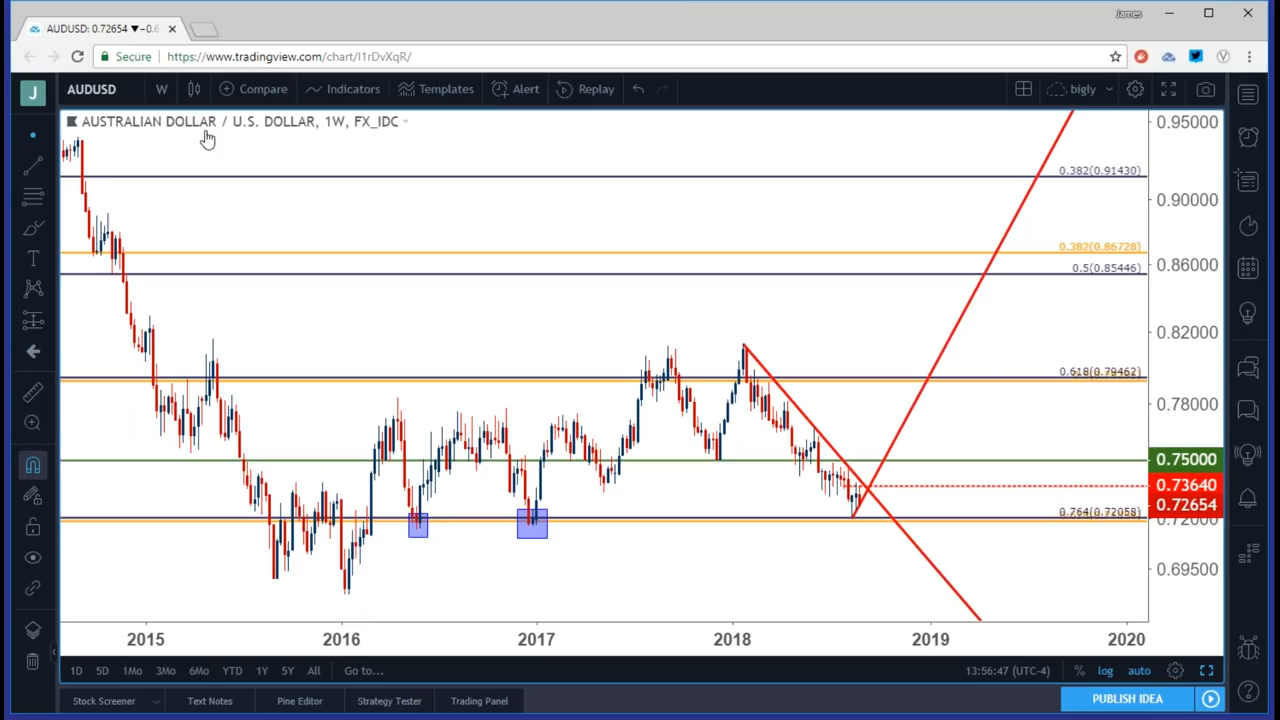 James
AUDUSD: 0.72654 ▼−0.6
Secure https://www.tradingview.com/chart/I1rDvXqR/
J AUDUSD W Compare Indicators Templates Alert Replay bigly
AUSTRALIAN DOLLAR / U.S. DOLLAR, 1W, FX_IDC
0.95000
0.382(0.91430)
0.90000
0.382(0.86728)
0.86000
0.5(0.85446)
0.82000
0.618(0.79462)
0.78000
0.75000
0.73640
0.72654
0.764(0.72058)
0.72000
0.69500
2015 2016 2017 2018 2019 2020
1D 5D 1Mo 3Mo 6Mo YTD 1Y 5Y All Go to... 13:56:47 (UTC-4) % log auto
Stock Screener Text Notes Pine Editor Strategy Tester Trading Panel PUBLISH IDEA